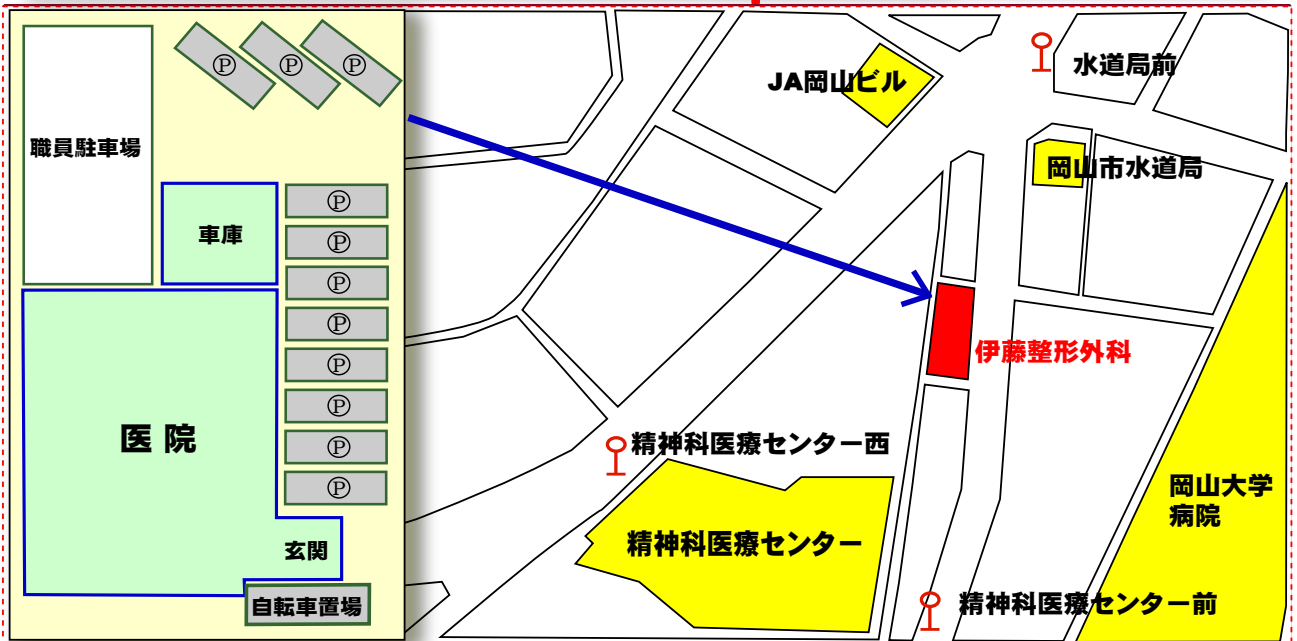 Ⓟ
Ⓟ
Ⓟ
職員駐車場
車庫
Ⓟ
Ⓟ
Ⓟ
Ⓟ
Ⓟ
Ⓟ
Ⓟ
Ⓟ
医院
玄関
自転車置場
JA岡山ビル
水道局前
岡山市水道局
伊藤整形外科
精神科医療センター西
精神科医療センター
岡山大学
病院
精神科医療センター前